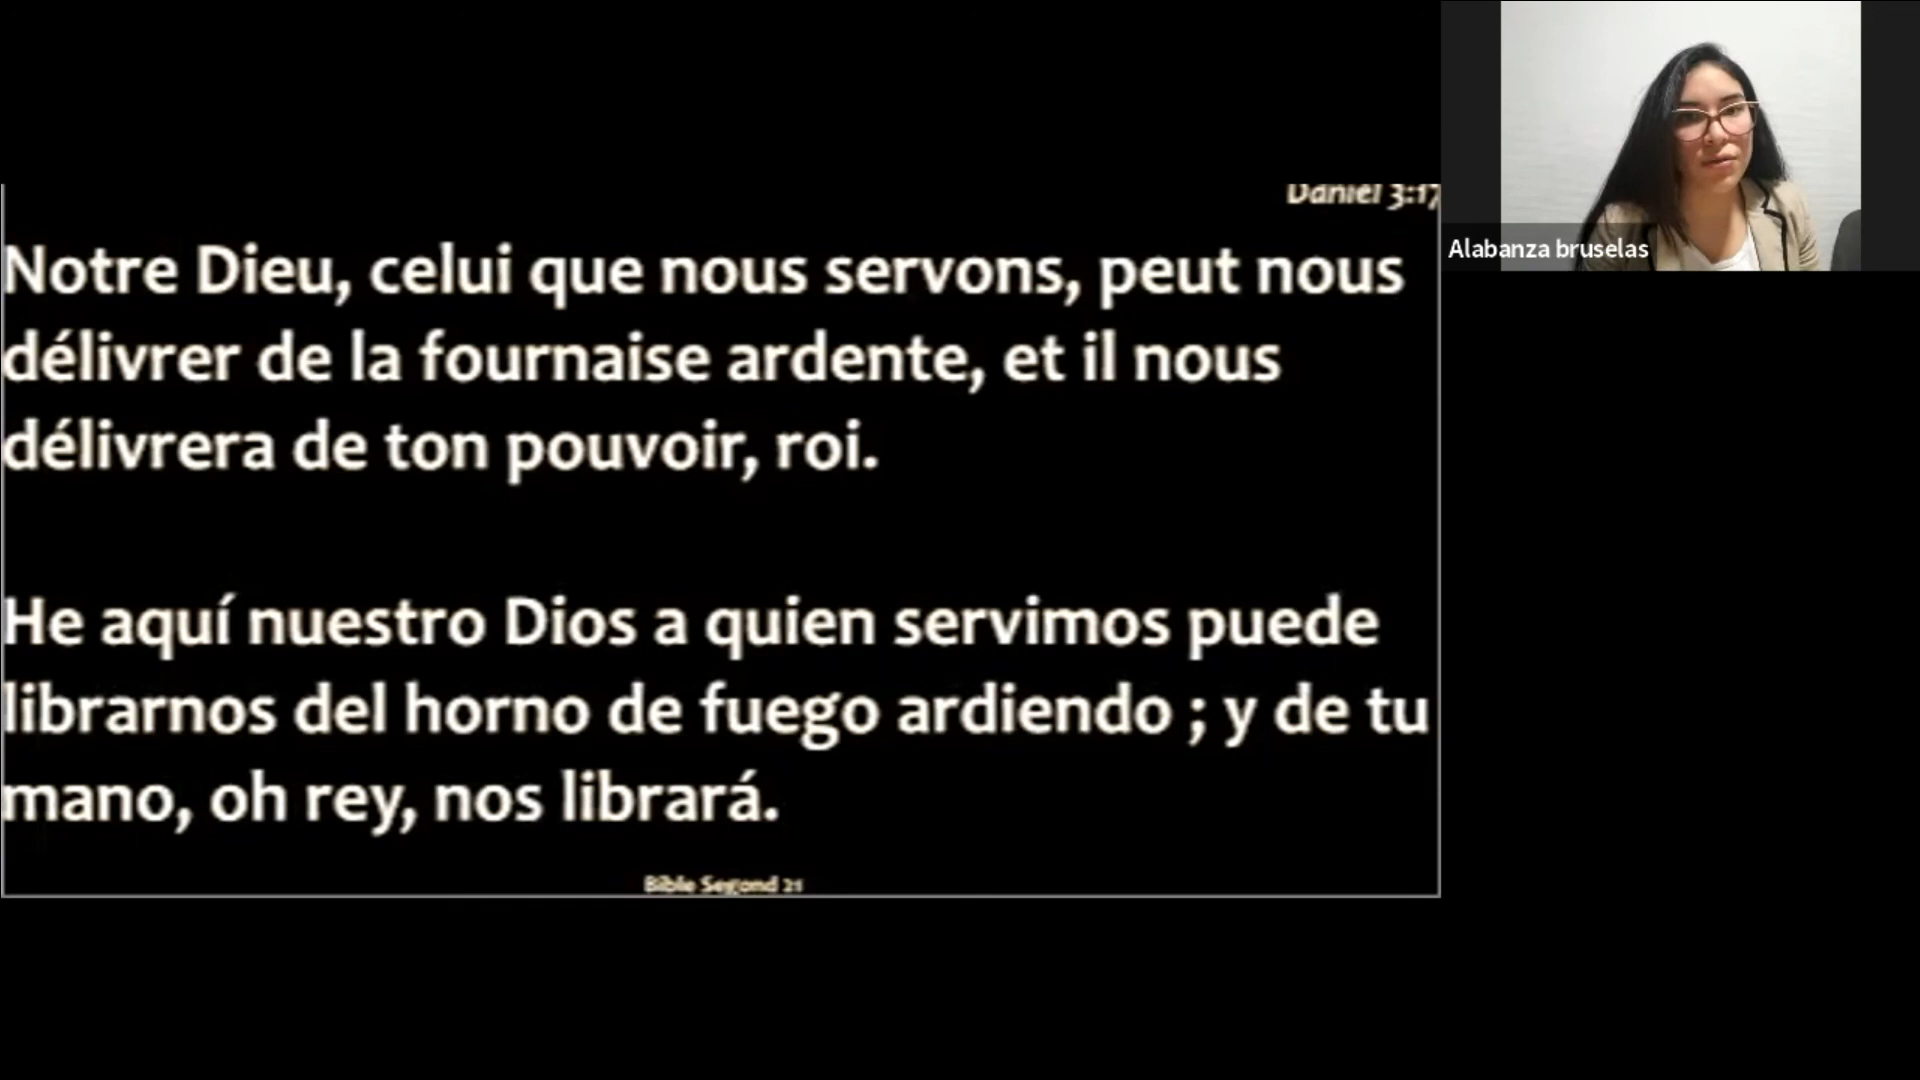 Daniel 3:17
Notre Dieu, celui que nous servons, peut nous
délivrer de la fournaise ardente, et il nous
délivrera de ton pouvoir, roi.
He aquí nuestro Dios a quien servimos puede
librarnos del horno de fuego ardiendo ; y de tu
mano, oh rey, nos librará.
Bible Segond 21
Alabanza bruselas